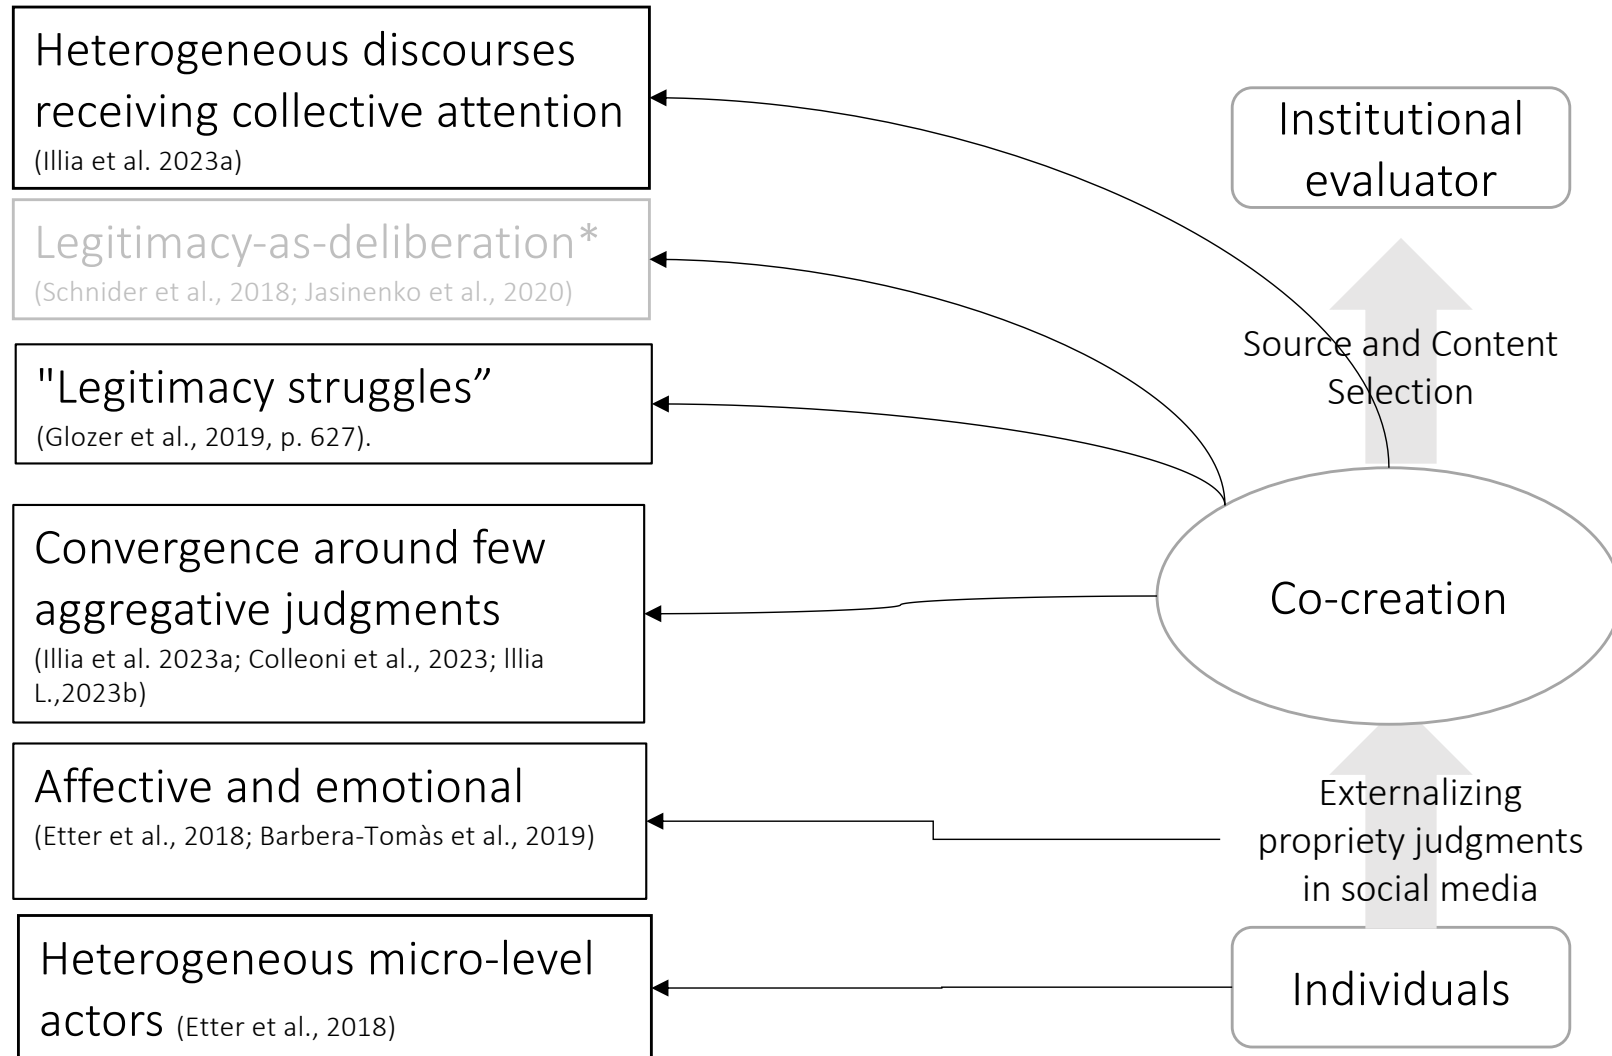 Heterogeneous discourses
receiving collective attention
(Illia et al. 2023a)
Legitimacy-as-deliberation*
(Schnider et al., 2018; Jasinenko et al., 2020)
"Legitimacy struggles”
(Glozer et al., 2019, p. 627).
Convergence around few
aggregative judgments
(Illia et al. 2023a; Colleoni et al., 2023; lllia
L.,2023b)
Affective and emotional
(Etter et al., 2018; Barbera-Tomàs et al., 2019)
Heterogeneous micro-level
actors (Etter et al., 2018)
Institutional
evaluator
Source and Content
Selection
Co-creation
Externalizing
propriety judgments
in social media
Individuals